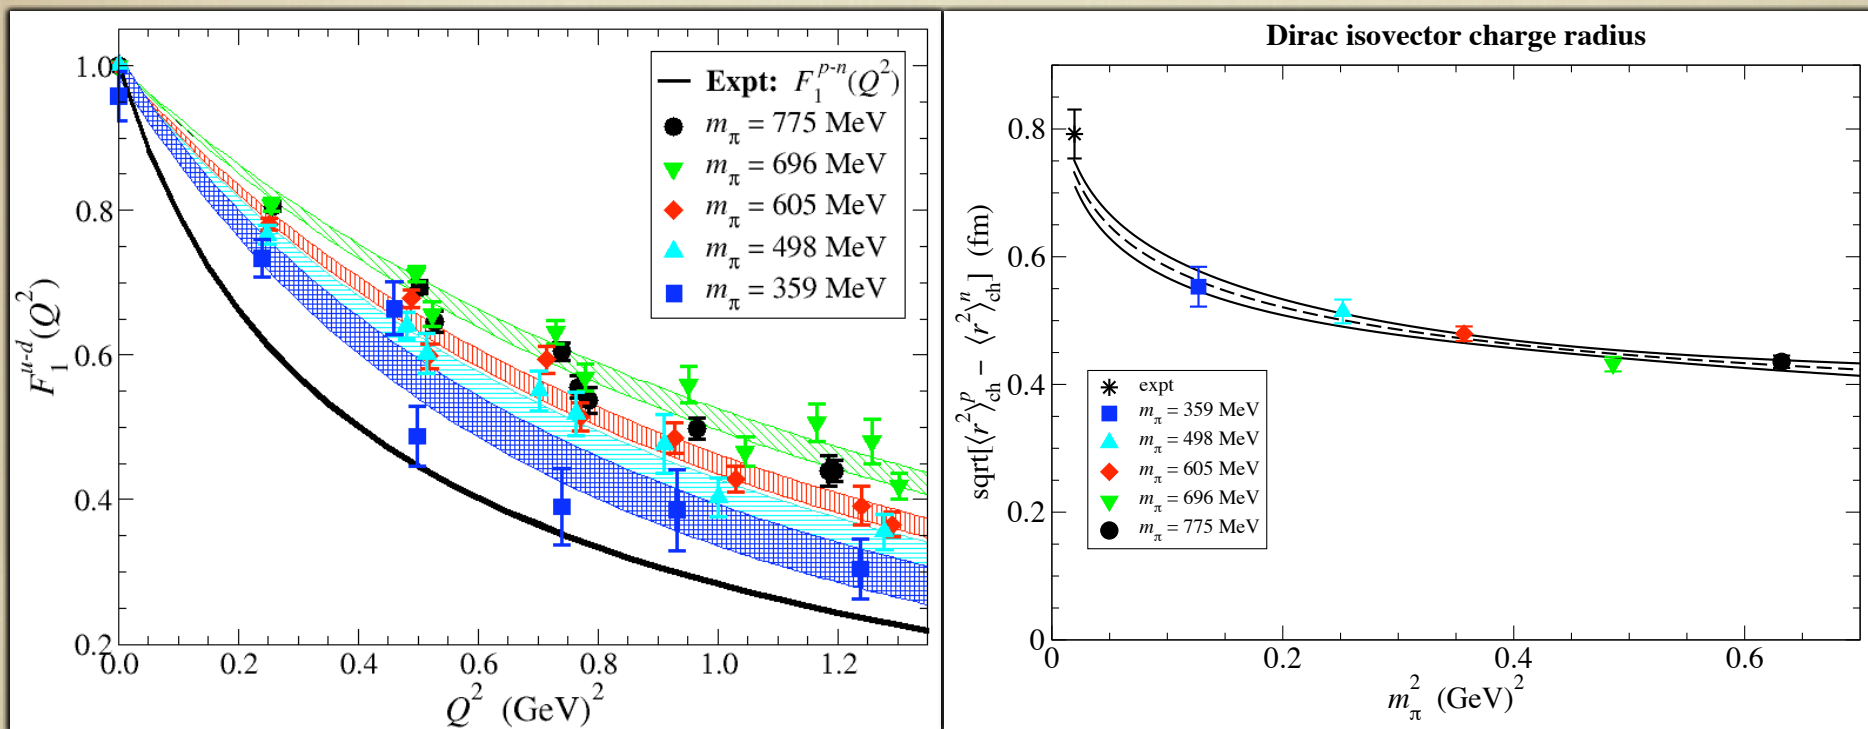 1.0
0.8
0.6
0.4
0.2
0.0 0.2 0.4 0.6 0.8 1.0 1.2
Q² (GeV)²
F₁ᵘ⁻ᵈ(Q²)
Expt: F₁ᵖ⁻ⁿ(Q²)
mπ = 775 MeV
mπ = 696 MeV
mπ = 605 MeV
mπ = 498 MeV
mπ = 359 MeV
Dirac isovector charge radius
0.8
0.6
0.4
0.2
0
0 0.2 0.4 0.6
mπ² (GeV)²
sqrt[⟨r²⟩ᵖch − ⟨r²⟩ⁿch] (fm)
expt
mπ = 359 MeV
mπ = 498 MeV
mπ = 605 MeV
mπ = 696 MeV
mπ = 775 MeV